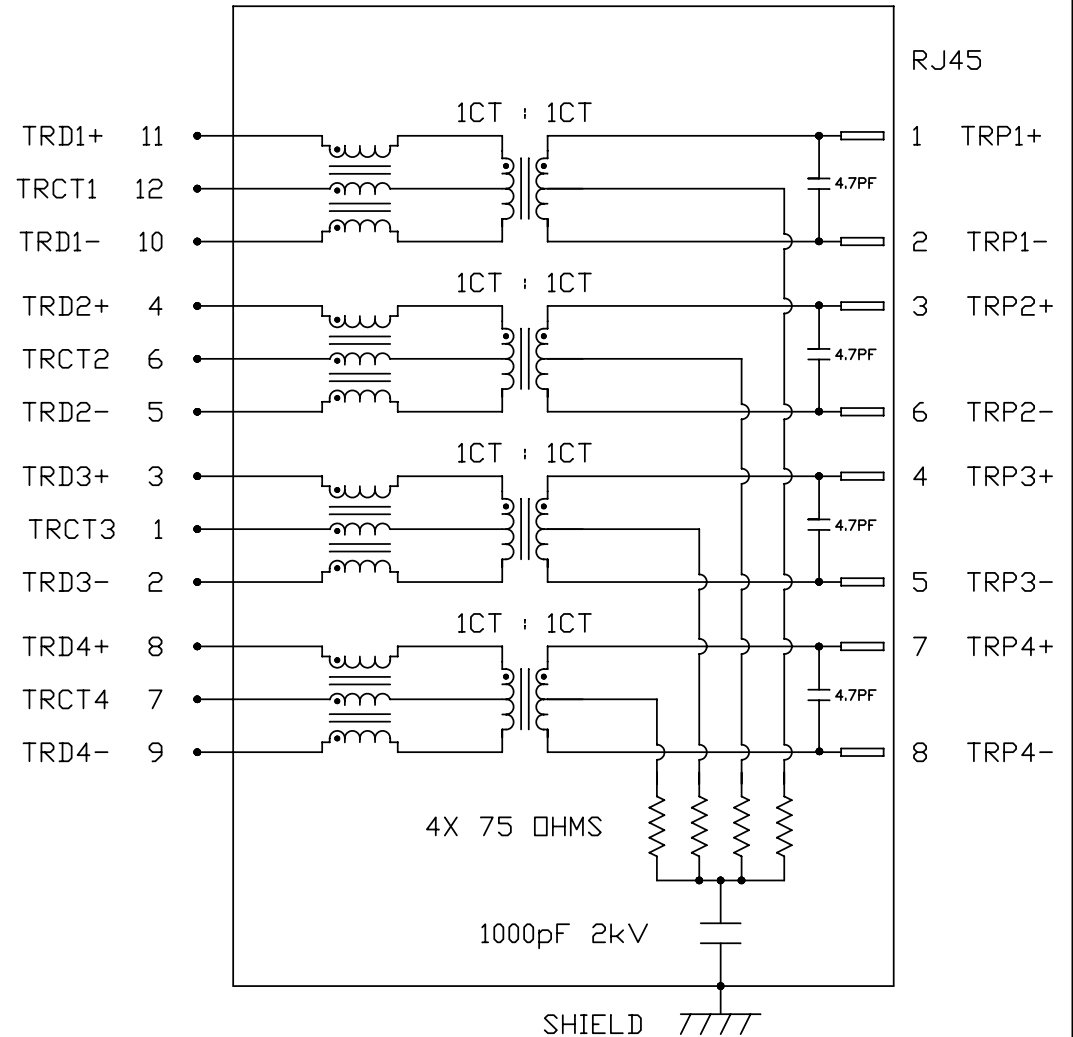 RJ45
1CT : 1CT
TRD1+ 11
1 TRP1+
TRCT1 12
4.7PF
TRD1- 10
2 TRP1-
1CT : 1CT
TRD2+ 4
3 TRP2+
TRCT2 6
4.7PF
TRD2- 5
6 TRP2-
1CT : 1CT
TRD3+ 3
4 TRP3+
TRCT3 1
4.7PF
TRD3- 2
5 TRP3-
1CT : 1CT
TRD4+ 8
7 TRP4+
TRCT4 7
4.7PF
TRD4- 9
8 TRP4-
4X 75 OHMS
1000pF 2kV
SHIELD